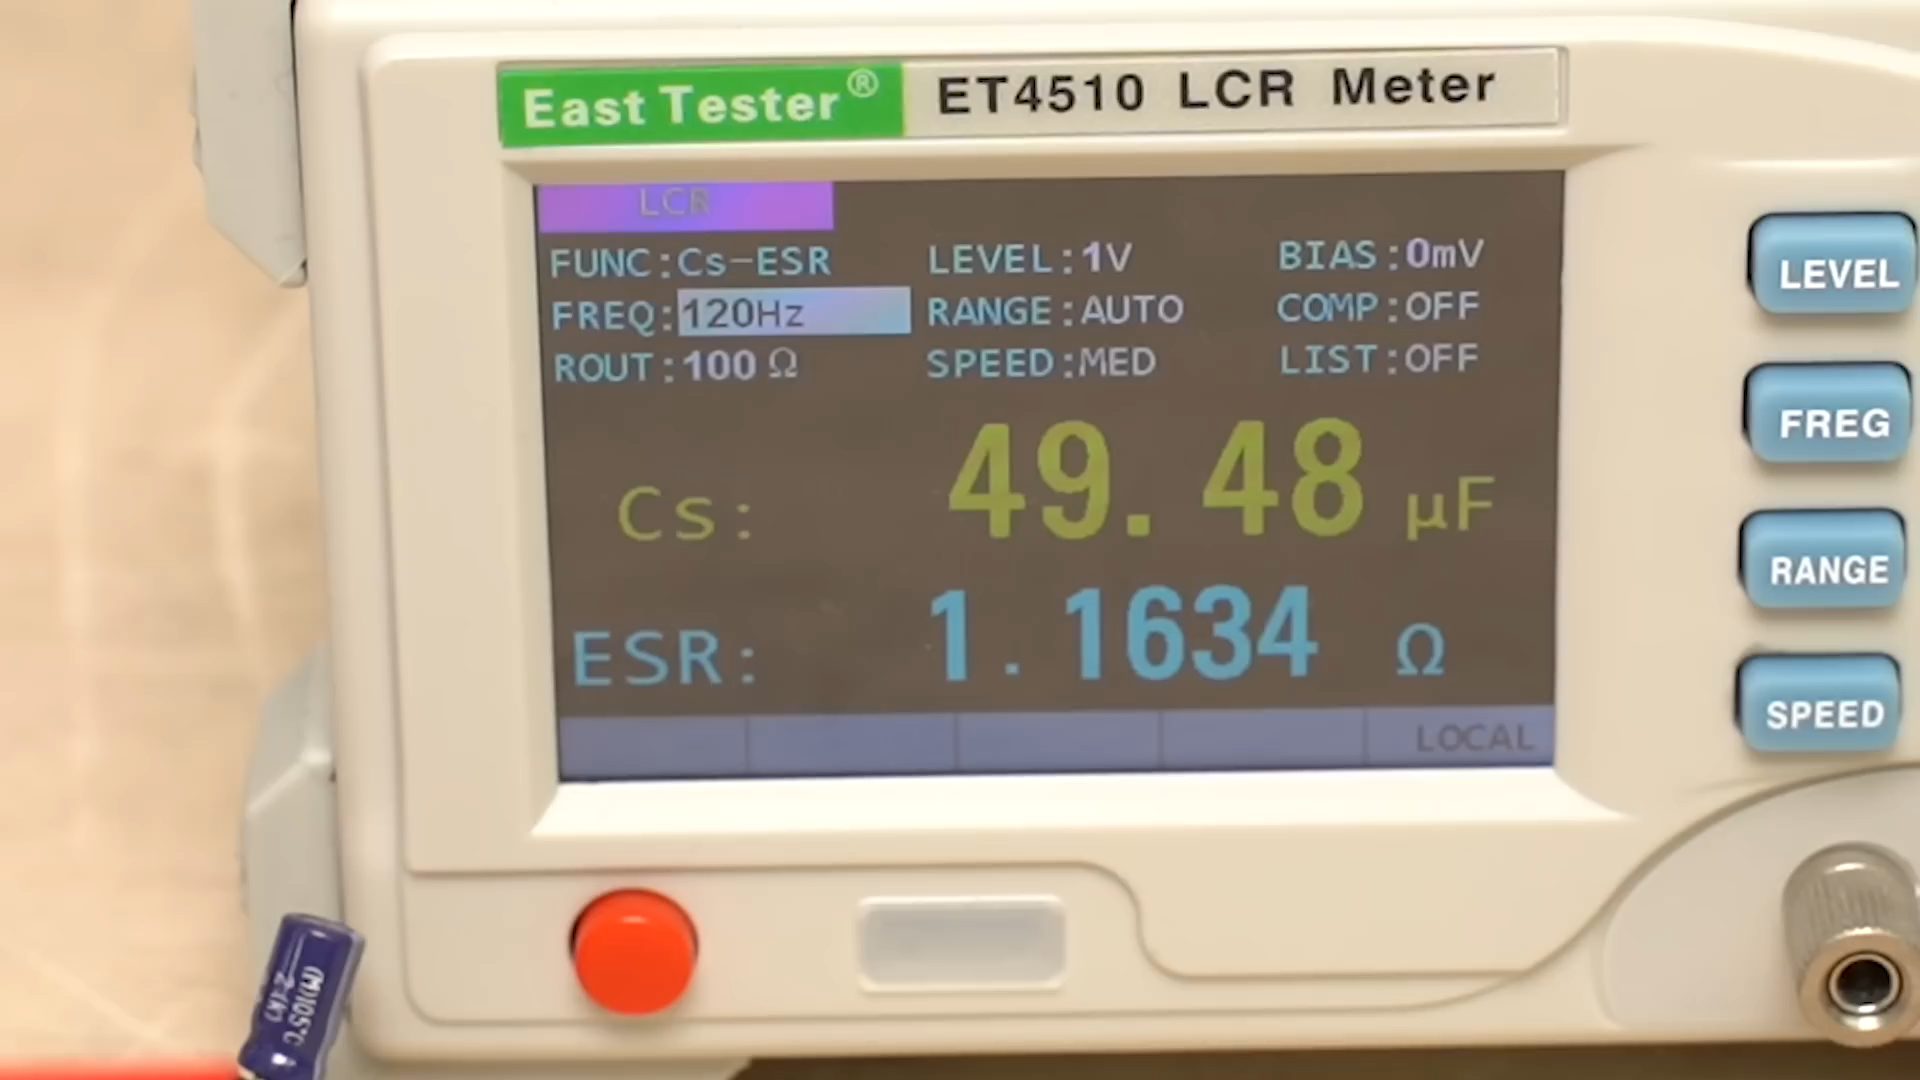 East Tester® ET4510 LCR Meter
LCR
FUNC:Cs-ESR LEVEL:1V BIAS:0mV
FREQ:120Hz RANGE:AUTO COMP:OFF
ROUT:100 Ω SPEED:MED LIST:OFF
Cs: 49.48 µF
ESR: 1.1634 Ω
LOCAL
LEVEL
FREG
RANGE
SPEED
(M)105°C